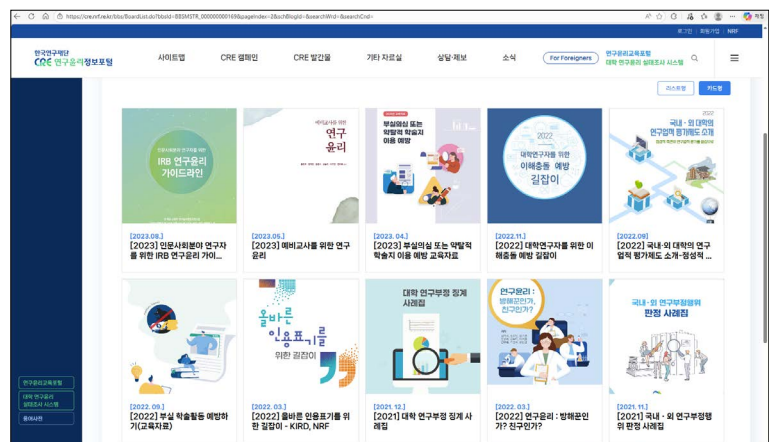 로그인 | 회원가입 | NRF
한국연구재단
CRE 연구윤리정보포털
사이트맵
CRE 캠페인
CRE 발간물
기타 자료실
상담·제보
소식
For Foreigners
연구윤리교육포털
대학 연구윤리 실태조사 시스템
리스트형
카드형
인문사회분야 연구자를 위한
IRB 연구윤리
가이드라인
예비교사를 위한
연구
윤리
부실의심 또는
약탈적 학술지
이용 예방
2022
대학연구자를 위한
이해충돌 예방
길잡이
2022
국내·외 대학의
연구업적 평가제도 소개
[2023.08.]
[2023] 인문사회분야 연구자
를 위한 IRB 연구윤리 가이...
[2023.05.]
[2023] 예비교사를 위한 연구
윤리
[2023. 04.]
[2023] 부실의심 또는 약탈적
학술지 이용 예방 교육자료
[2022.11.]
[2022] 대학연구자를 위한 이
해충돌 예방 길잡이
[2022.09]
[2022] 국내·외 대학의 연구
업적 평가제도 소개-정성적 ...
올바른
인용표기를
위한 길잡이
대학 연구부정 징계
사례집
연구윤리 :
방해꾼인가,
친구인가?
국내·외 연구부정행위
판정 사례집
[2022. 09.]
[2022] 부실 학술활동 예방하
기(교육자료)
[2022. 03.]
[2022] 올바른 인용표기를 위
한 길잡이 - KIRD, NRF
[2021. 12.]
[2021] 대학 연구부정 징계 사
례집
[2022. 03.]
[2022] 연구윤리 : 방해꾼인
가? 친구인가?
[2021. 11.]
[2021] 국내·외 연구부정행
위 판정 사례집
연구윤리교육포털
대학 연구윤리
실태조사 시스템
용어사전